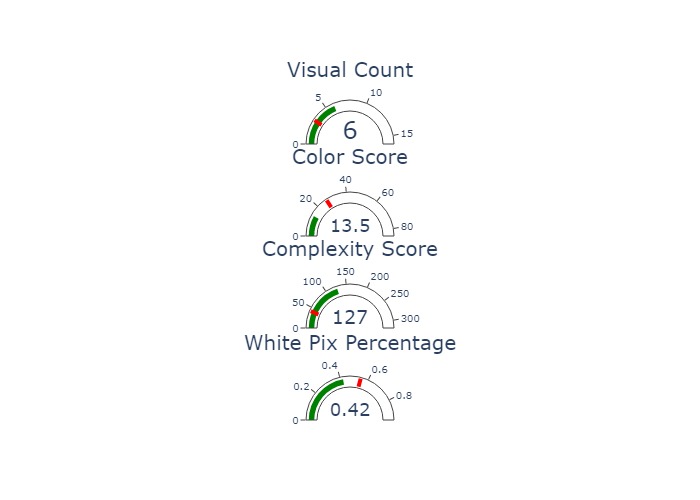 Visual Count
0 5 10 15
6
Color Score
0 20 40 60 80
13.5
Complexity Score
0 50 100 150 200 250 300
127
White Pix Percentage
0 0.2 0.4 0.6 0.8
0.42